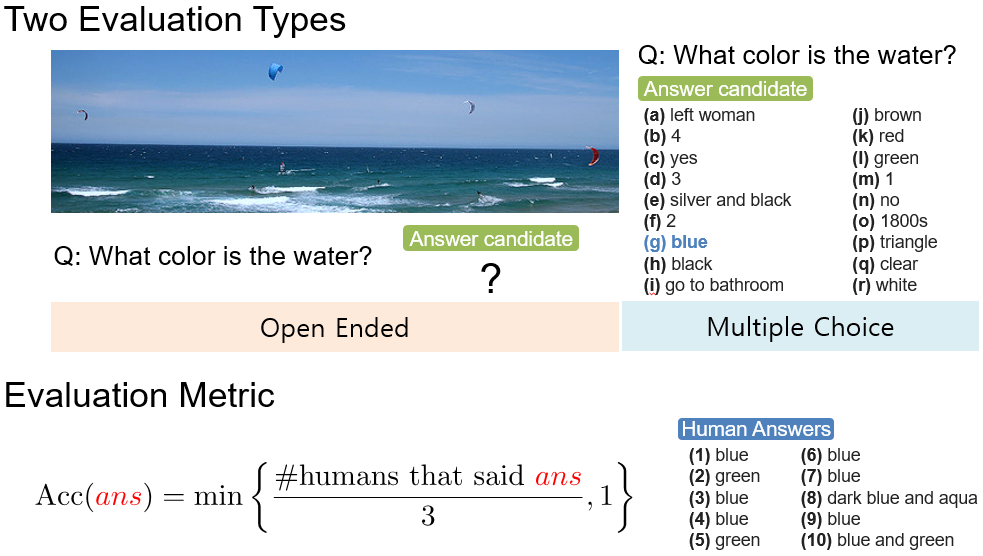 Two Evaluation Types
Q: What color is the water?
Answer candidate
?
Open Ended
Q: What color is the water?
Answer candidate
(a) left woman
(b) 4
(c) yes
(d) 3
(e) silver and black
(f) 2
(g) blue
(h) black
(i) go to bathroom
(j) brown
(k) red
(l) green
(m) 1
(n) no
(o) 1800s
(p) triangle
(q) clear
(r) white
Multiple Choice
Evaluation Metric
Acc(ans) = min { #humans that said ans / 3 , 1 }
Human Answers
(1) blue
(2) green
(3) blue
(4) blue
(5) green
(6) blue
(7) blue
(8) dark blue and aqua
(9) blue
(10) blue and green